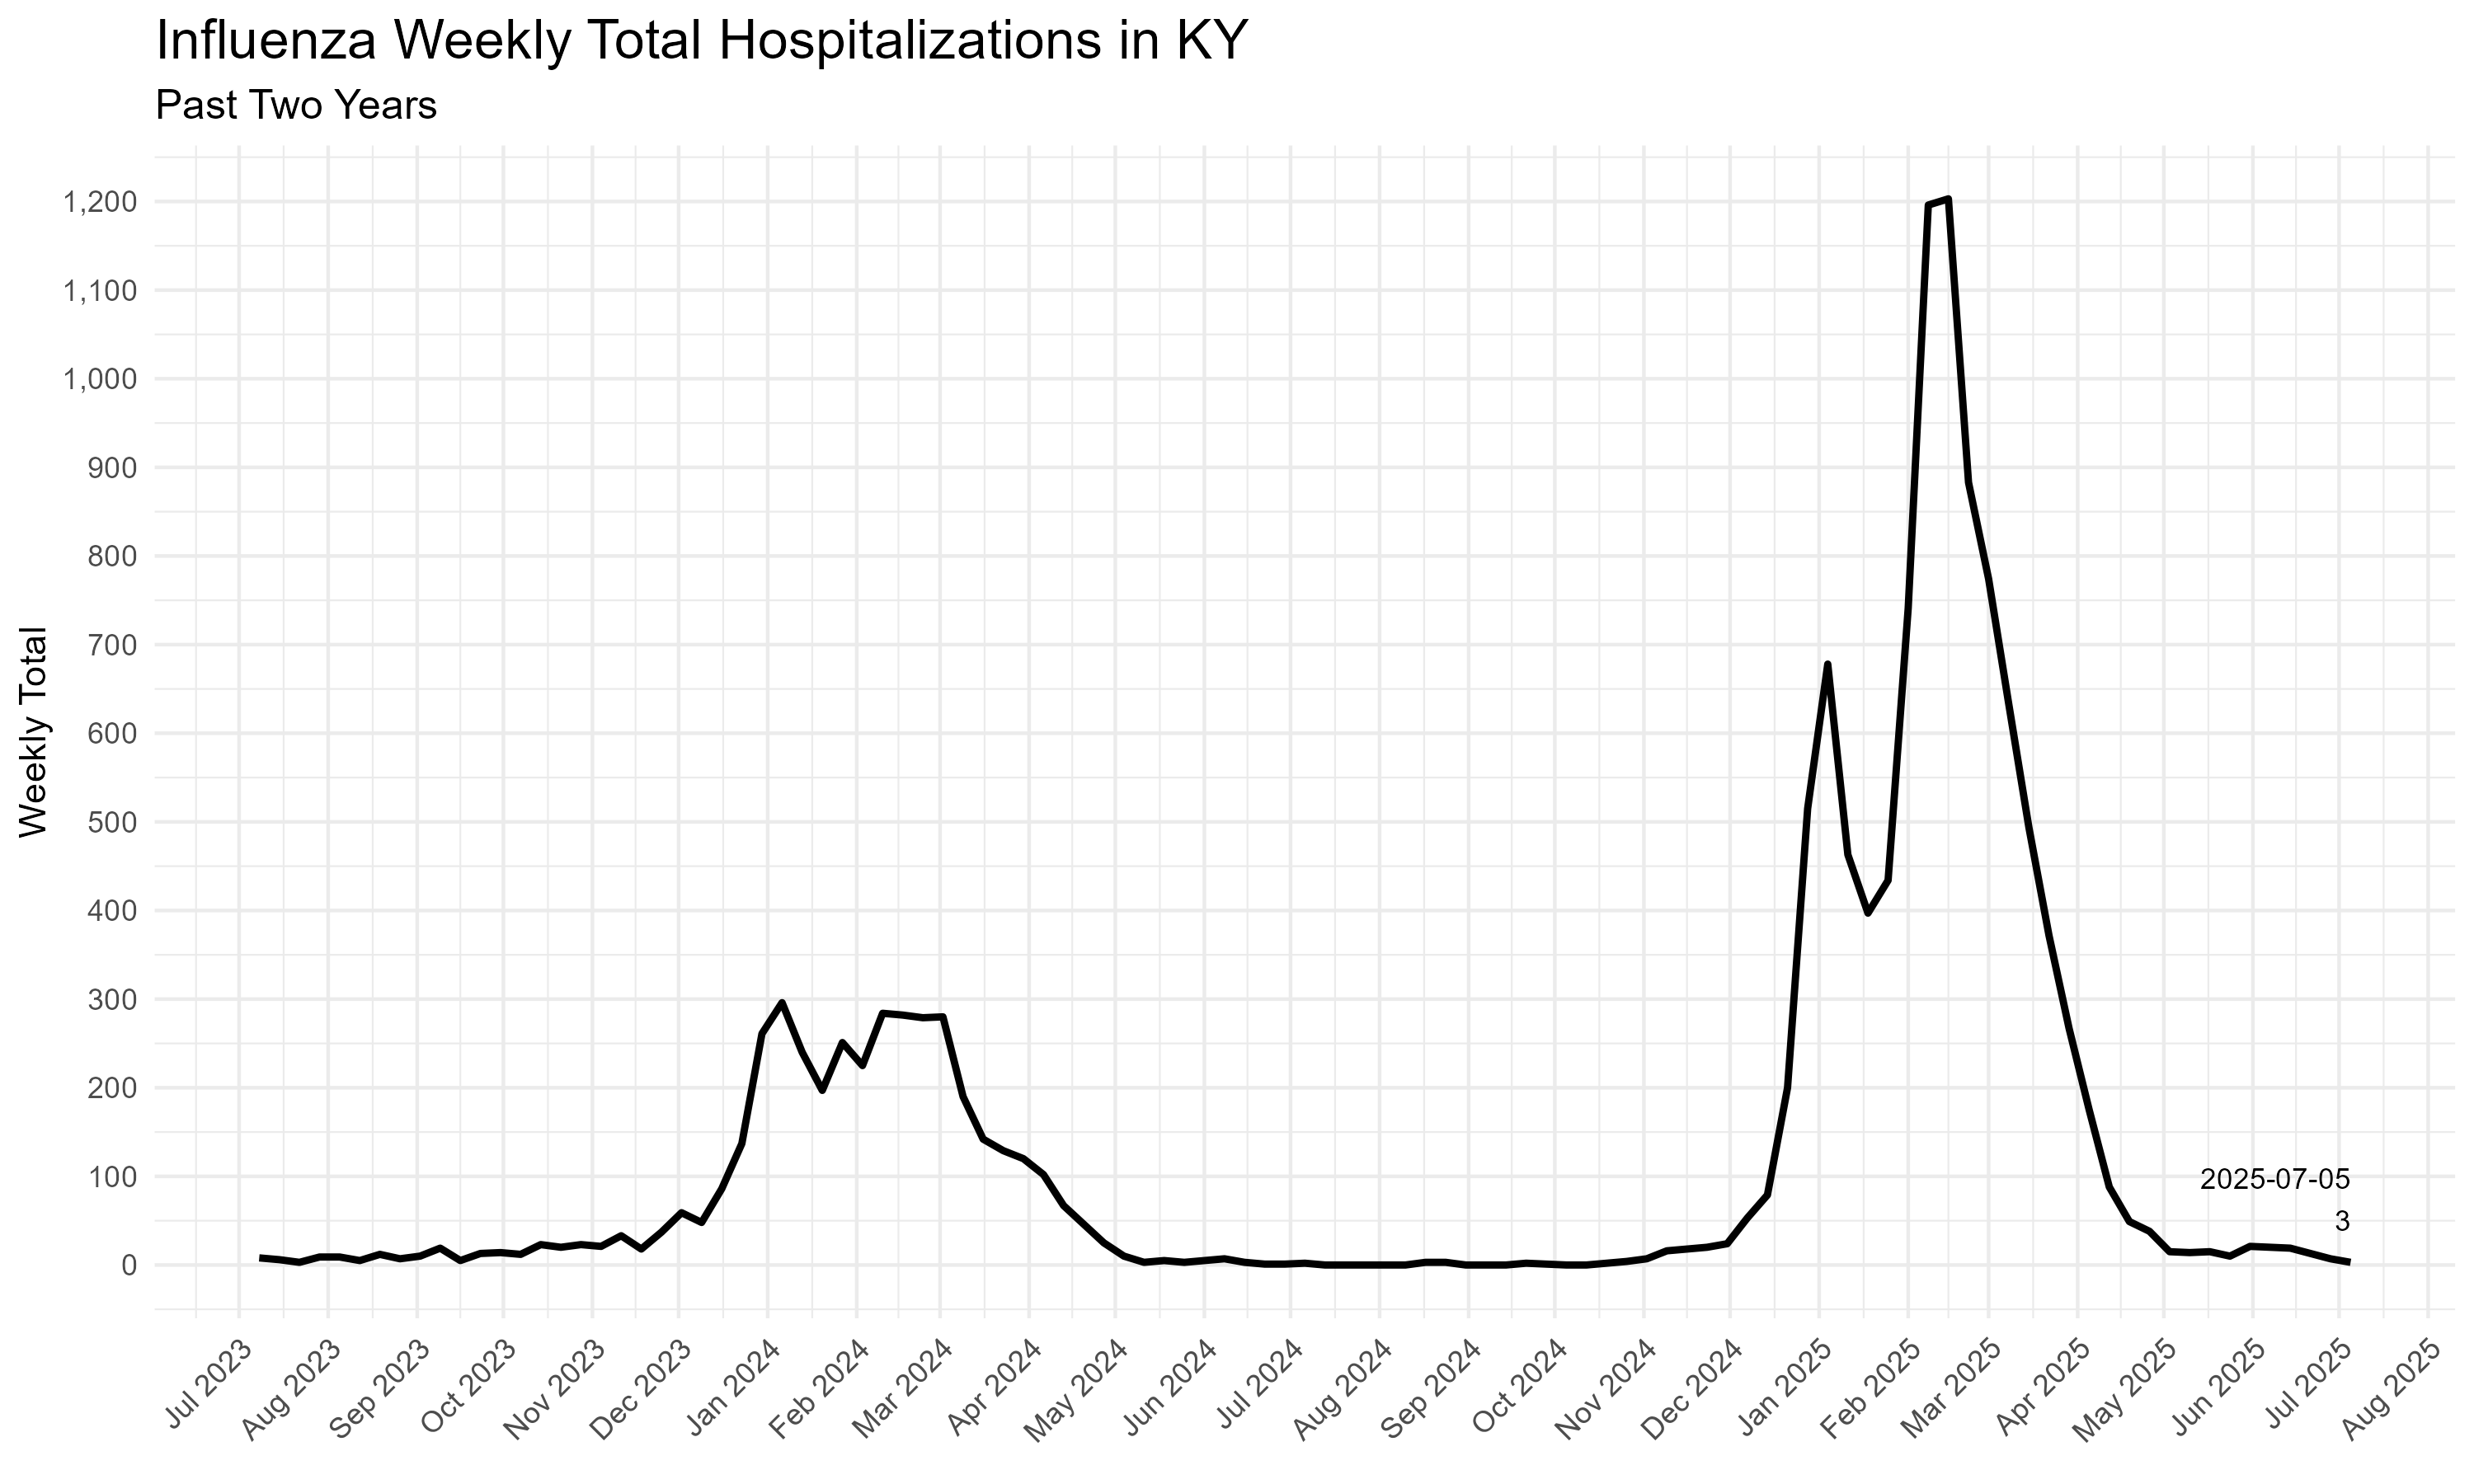 Influenza Weekly Total Hospitalizations in KY
Past Two Years
Weekly Total
1,200
1,100
1,000
900
800
700
600
500
400
300
200
100
0
2025-07-05
3
Jul 2023
Aug 2023
Sep 2023
Oct 2023
Nov 2023
Dec 2023
Jan 2024
Feb 2024
Mar 2024
Apr 2024
May 2024
Jun 2024
Jul 2024
Aug 2024
Sep 2024
Oct 2024
Nov 2024
Dec 2024
Jan 2025
Feb 2025
Mar 2025
Apr 2025
May 2025
Jun 2025
Jul 2025
Aug 2025